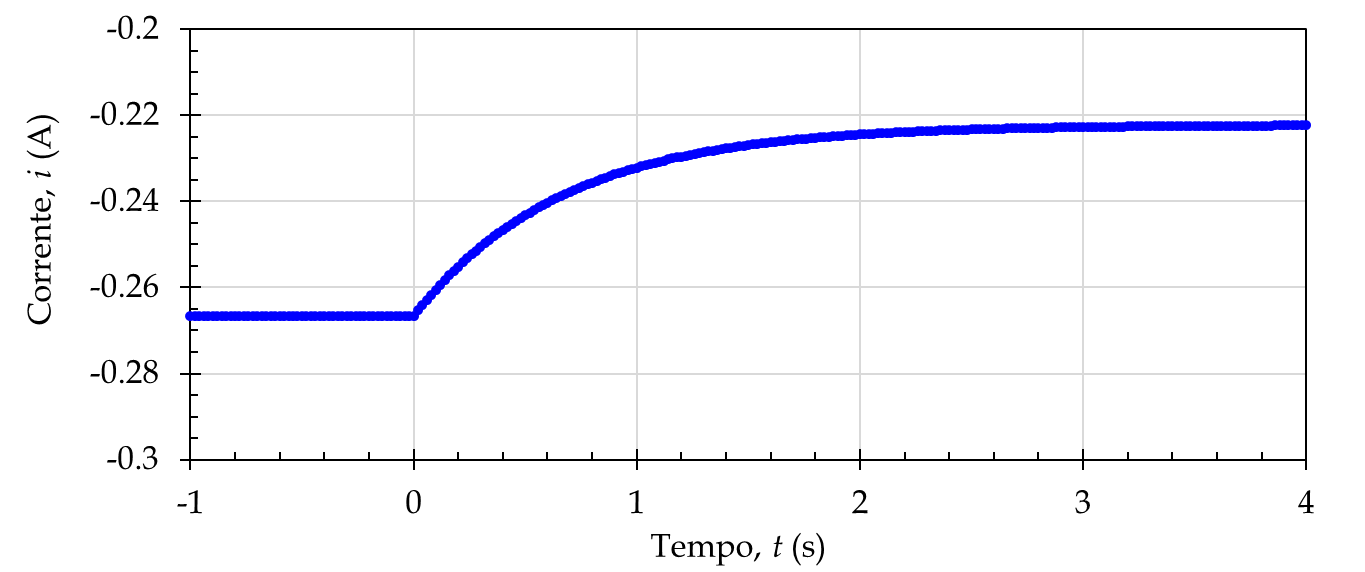 -0.2
-0.22
-0.24
-0.26
-0.28
-0.3
Corrente, i (A)
-1 0 1 2 3 4
Tempo, t (s)